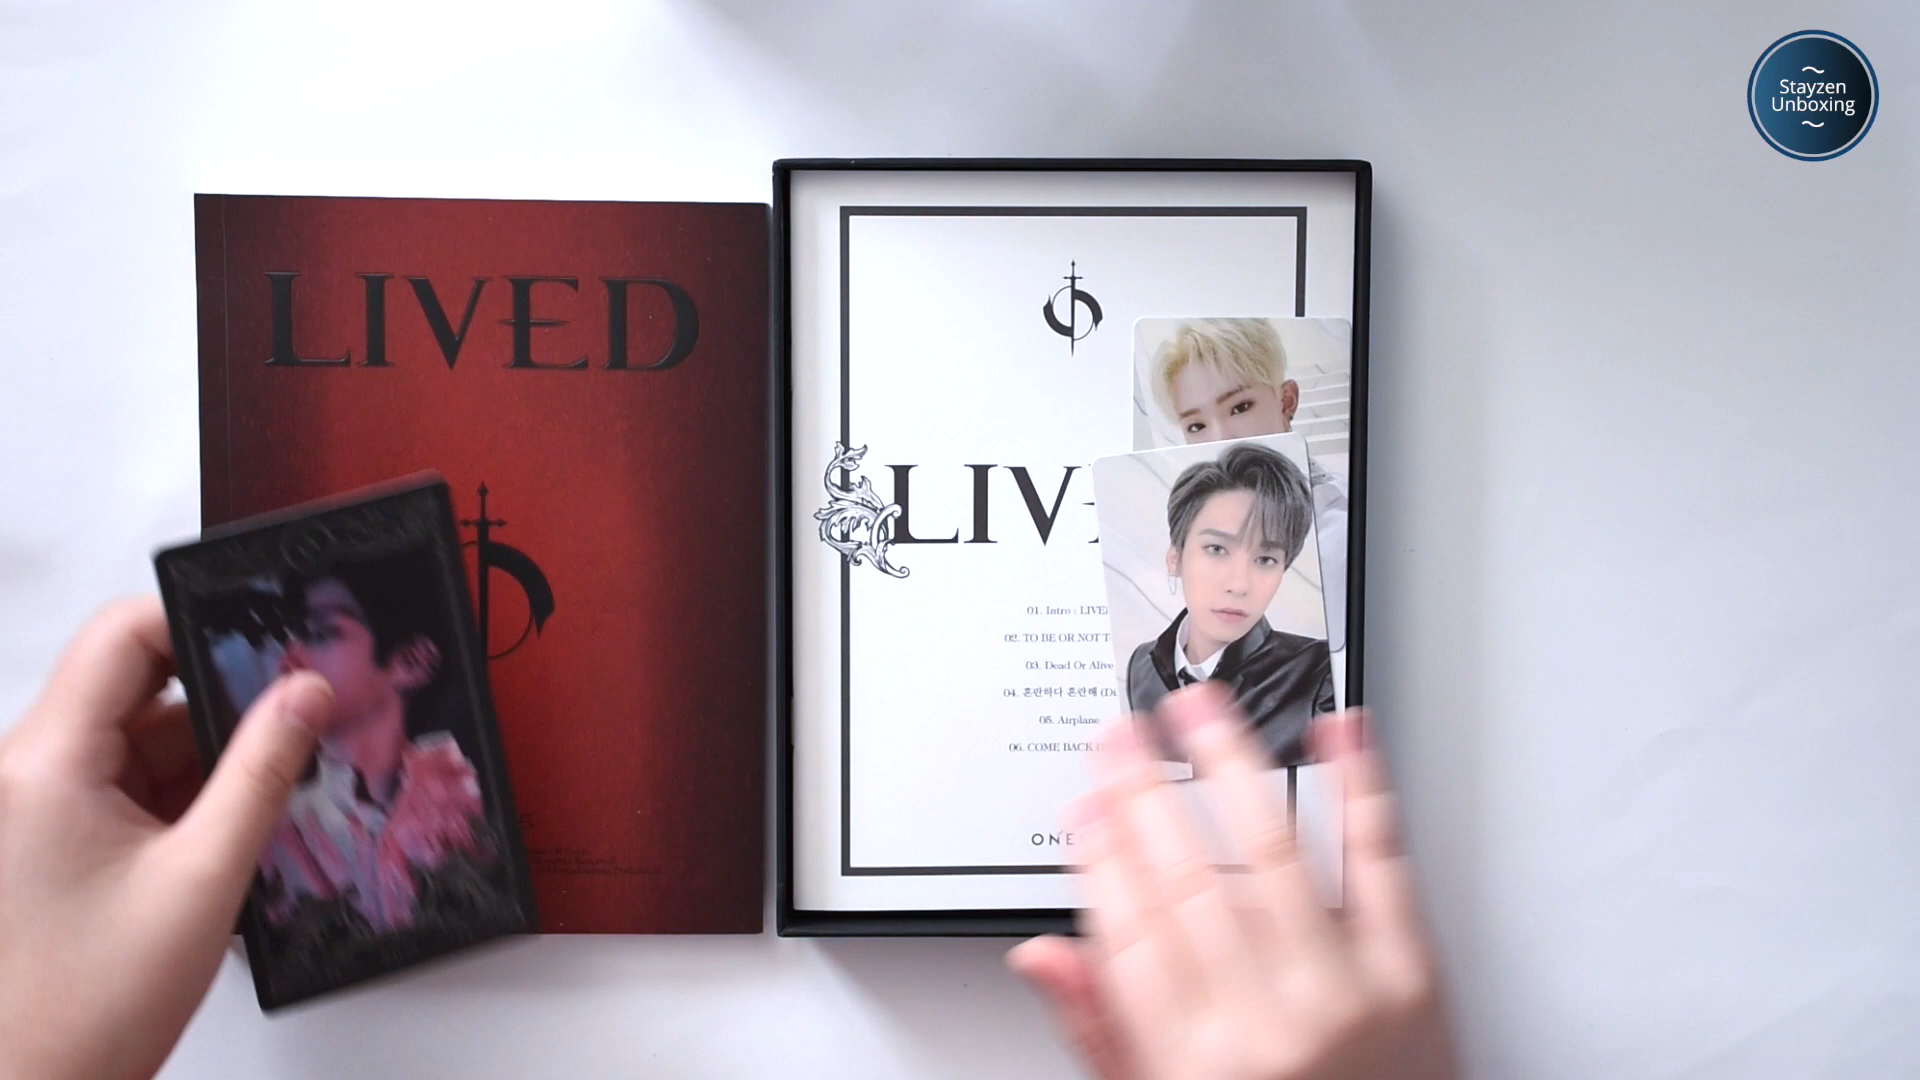 Stayzen
Unboxing
LIVED
LIV
01. Intro : LIVE
02. TO BE OR NOT T
03. Dead Or Alive
04. 혼란하다 혼란해 (Di
05. Airplane
06. COME BACK
ONE